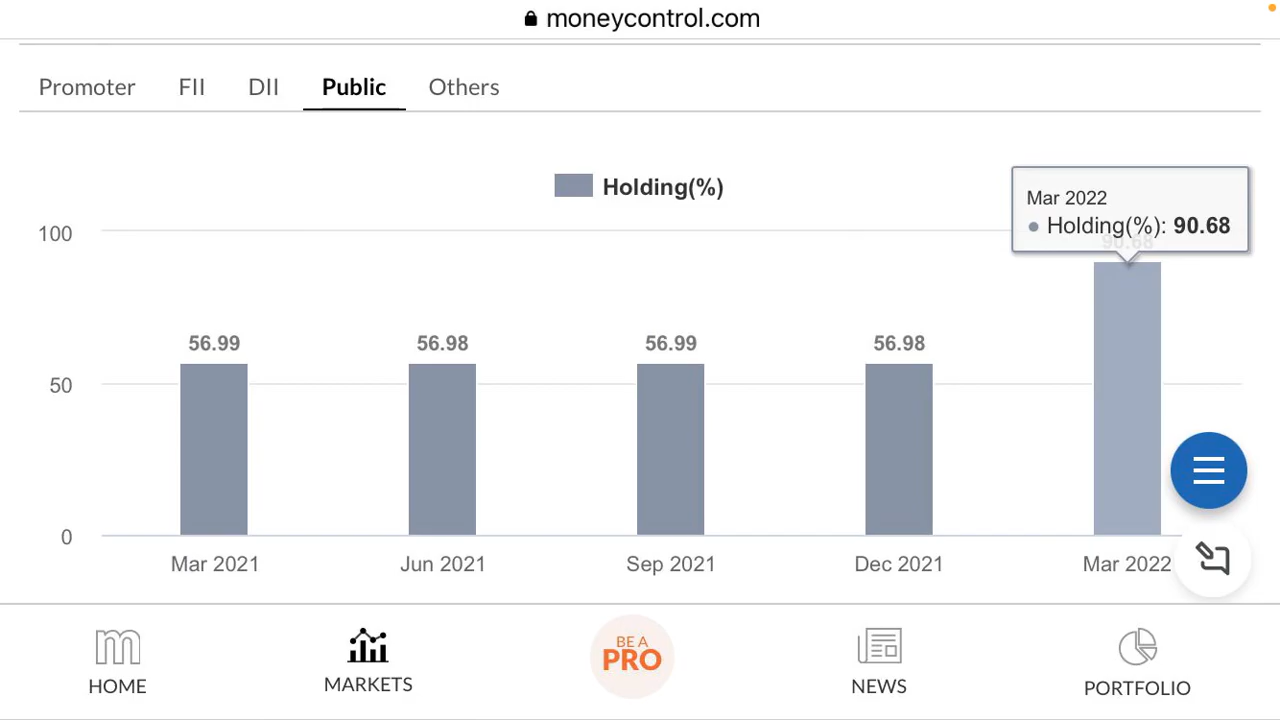 moneycontrol.com
Promoter FII DII Public Others
Holding(%)
Mar 2022
Holding(%): 90.68
90.68
100
56.99 56.98 56.99 56.98
50
0
Mar 2021 Jun 2021 Sep 2021 Dec 2021 Mar 2022
BE A
PRO
HOME MARKETS NEWS PORTFOLIO